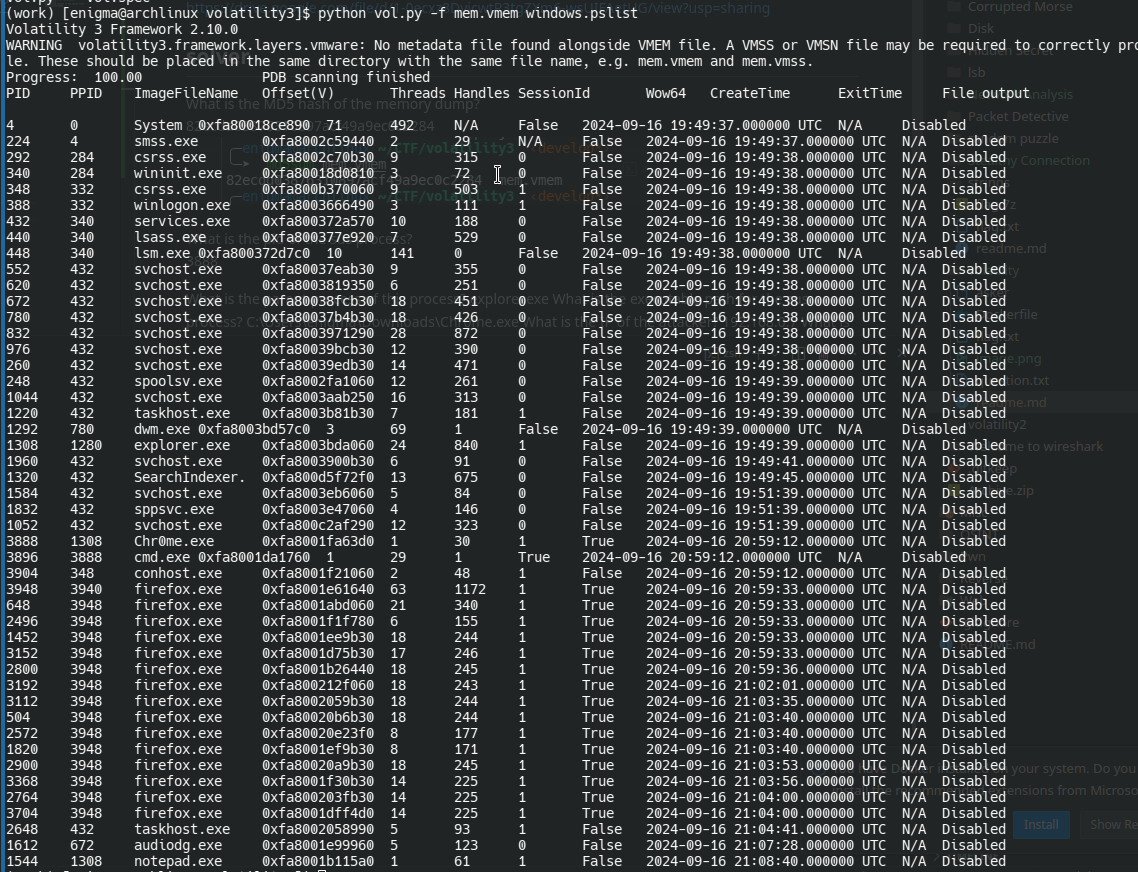 (work) [enigma@archlinux volatility3]$ python vol.py -f mem.vmem windows.pslist
Volatility 3 Framework 2.10.0
WARNING  volatility3.framework.layers.vmware: No metadata file found alongside VMEM file. A VMSS or VMSN file may be required to correctly pro
le. These should be placed in the same directory with the same file name, e.g. mem.vmem and mem.vmss.
Progress:  100.00               PDB scanning finished
PID     PPID    ImageFileName   Offset(V)       Threads Handles SessionId       Wow64   CreateTime      ExitTime        File output
4       0       System  0xfa80018ce890  71      492     N/A     False   2024-09-16 19:49:37.000000 UTC  N/A     Disabled
224     4       smss.exe        0xfa8002c59440  2       29      N/A     False   2024-09-16 19:49:37.000000 UTC  N/A     Disabled
292     284     csrss.exe       0xfa8002c70b30  9       315     0       False   2024-09-16 19:49:38.000000 UTC  N/A     Disabled
340     284     wininit.exe     0xfa80018d0810  3       72      0       False   2024-09-16 19:49:38.000000 UTC  N/A     Disabled
348     332     csrss.exe       0xfa800b370060  7       203     1       False   2024-09-16 19:49:38.000000 UTC  N/A     Disabled
388     332     winlogon.exe    0xfa8003666490  3       111     1       False   2024-09-16 19:49:38.000000 UTC  N/A     Disabled
432     340     services.exe    0xfa800372a570  10      188     0       False   2024-09-16 19:49:38.000000 UTC  N/A     Disabled
440     340     lsass.exe       0xfa800377e920  7       529     0       False   2024-09-16 19:49:38.000000 UTC  N/A     Disabled
448     340     lsm.exe 0xfa800372d7c0  10      141     0       False   2024-09-16 19:49:38.000000 UTC  N/A     Disabled
552     432     svchost.exe     0xfa80037eab30  9       355     0       False   2024-09-16 19:49:38.000000 UTC  N/A     Disabled
620     432     svchost.exe     0xfa8003819350  6       251     0       False   2024-09-16 19:49:38.000000 UTC  N/A     Disabled
672     432     svchost.exe     0xfa80038fcb30  18      451     0       False   2024-09-16 19:49:38.000000 UTC  N/A     Disabled
780     432     svchost.exe     0xfa80037b4b30  18      426     0       False   2024-09-16 19:49:38.000000 UTC  N/A     Disabled
832     432     svchost.exe     0xfa8003971290  28      872     0       False   2024-09-16 19:49:38.000000 UTC  N/A     Disabled
976     432     svchost.exe     0xfa80039bcb30  12      390     0       False   2024-09-16 19:49:38.000000 UTC  N/A     Disabled
260     432     svchost.exe     0xfa80039edb30  14      471     0       False   2024-09-16 19:49:38.000000 UTC  N/A     Disabled
248     432     spoolsv.exe     0xfa8002fa1060  12      261     0       False   2024-09-16 19:49:39.000000 UTC  N/A     Disabled
1044    432     svchost.exe     0xfa8003aab250  16      313     0       False   2024-09-16 19:49:39.000000 UTC  N/A     Disabled
1220    432     taskhost.exe    0xfa8003b81b30  7       181     1       False   2024-09-16 19:49:39.000000 UTC  N/A     Disabled
1292    780     dwm.exe 0xfa8003bd57c0  3       69      1       False   2024-09-16 19:49:39.000000 UTC  N/A     Disabled
1308    1280    explorer.exe    0xfa8003bda060  24      840     1       False   2024-09-16 19:49:39.000000 UTC  N/A     Disabled
1960    432     svchost.exe     0xfa8003900b30  6       91      0       False   2024-09-16 19:49:41.000000 UTC  N/A     Disabled
1320    432     SearchIndexer.  0xfa800d5f72f0  13      675     0       False   2024-09-16 19:49:45.000000 UTC  N/A     Disabled
1584    432     svchost.exe     0xfa8003eb6060  5       84      0       False   2024-09-16 19:51:39.000000 UTC  N/A     Disabled
1832    432     sppsvc.exe      0xfa8003e47060  4       146     0       False   2024-09-16 19:51:39.000000 UTC  N/A     Disabled
1052    432     svchost.exe     0xfa800c2af290  12      323     0       False   2024-09-16 19:51:39.000000 UTC  N/A     Disabled
3888    1308    Chr0me.exe      0xfa8001fa63d0  1       30      1       True    2024-09-16 20:59:12.000000 UTC  N/A     Disabled
3896    3888    cmd.exe 0xfa8001da1760  1       29      1       True    2024-09-16 20:59:12.000000 UTC  N/A     Disabled
3904    348     conhost.exe     0xfa8001f21060  2       48      1       False   2024-09-16 20:59:12.000000 UTC  N/A     Disabled
3948    3940    firefox.exe     0xfa8001e61640  63      1172    1       True    2024-09-16 20:59:33.000000 UTC  N/A     Disabled
648     3948    firefox.exe     0xfa8001abd060  21      340     1       True    2024-09-16 20:59:33.000000 UTC  N/A     Disabled
2496    3948    firefox.exe     0xfa8001f1f780  6       155     1       True    2024-09-16 20:59:33.000000 UTC  N/A     Disabled
1452    3948    firefox.exe     0xfa8001ee9b30  18      244     1       True    2024-09-16 20:59:33.000000 UTC  N/A     Disabled
3152    3948    firefox.exe     0xfa8001d75b30  17      246     1       True    2024-09-16 20:59:33.000000 UTC  N/A     Disabled
2800    3948    firefox.exe     0xfa8001b26440  18      245     1       True    2024-09-16 20:59:36.000000 UTC  N/A     Disabled
3192    3948    firefox.exe     0xfa800212f060  18      243     1       True    2024-09-16 21:02:01.000000 UTC  N/A     Disabled
3112    3948    firefox.exe     0xfa8002059b30  18      244     1       True    2024-09-16 21:03:35.000000 UTC  N/A     Disabled
504     3948    firefox.exe     0xfa80020b6b30  18      244     1       True    2024-09-16 21:03:40.000000 UTC  N/A     Disabled
2572    3948    firefox.exe     0xfa80020e23f0  8       177     1       True    2024-09-16 21:03:40.000000 UTC  N/A     Disabled
1820    3948    firefox.exe     0xfa8001ef9b30  8       171     1       True    2024-09-16 21:03:40.000000 UTC  N/A     Disabled
2900    3948    firefox.exe     0xfa80020a9b30  18      245     1       True    2024-09-16 21:03:53.000000 UTC  N/A     Disabled
3368    3948    firefox.exe     0xfa8001f30b30  14      225     1       True    2024-09-16 21:03:56.000000 UTC  N/A     Disabled
2764    3948    firefox.exe     0xfa800203fb30  14      225     1       True    2024-09-16 21:04:00.000000 UTC  N/A     Disabled
3704    3948    firefox.exe     0xfa8001dff4d0  14      225     1       True    2024-09-16 21:04:00.000000 UTC  N/A     Disabled
2648    432     taskhost.exe    0xfa8002058990  5       93      1       False   2024-09-16 21:04:41.000000 UTC  N/A     Disabled
1612    672     audiodg.exe     0xfa8001e99960  5       123     0       False   2024-09-16 21:07:28.000000 UTC  N/A     Disabled
1544    1308    notepad.exe     0xfa8001b115a0  1       61      1       False   2024-09-16 21:08:40.000000 UTC  N/A     Disabled
Corrupted Morse
Disk
lsb
Packet Detective
readme.md
volatility2
Install
Show Re